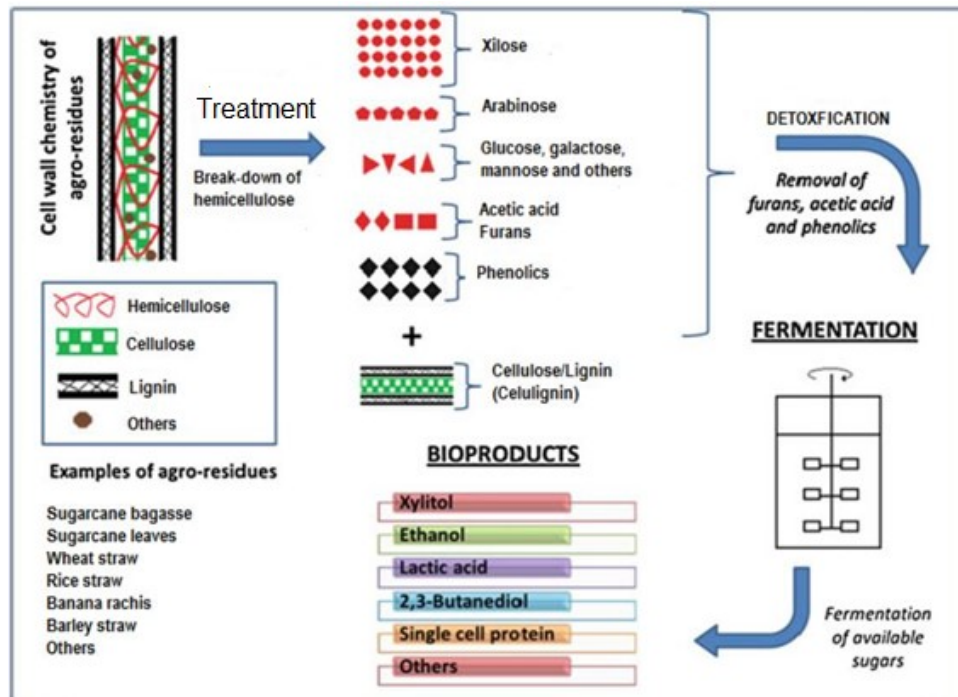 Cell wall chemistry of
agro-residues
Treatment
Break-down of
hemicellulose
Xilose
Arabinose
Glucose, galactose,
mannose and others
Acetic acid
Furans
Phenolics
+
Cellulose/Lignin
(Celulignin)
DETOXFICATION
Removal of
furans, acetic acid
and phenolics
Hemicellulose
Cellulose
Lignin
Others
FERMENTATION
Fermentation
of available
sugars
Examples of agro-residues
Sugarcane bagasse
Sugarcane leaves
Wheat straw
Rice straw
Banana rachis
Barley straw
Others
BIOPRODUCTS
Xylitol
Ethanol
Lactic acid
2,3-Butanediol
Single cell protein
Others